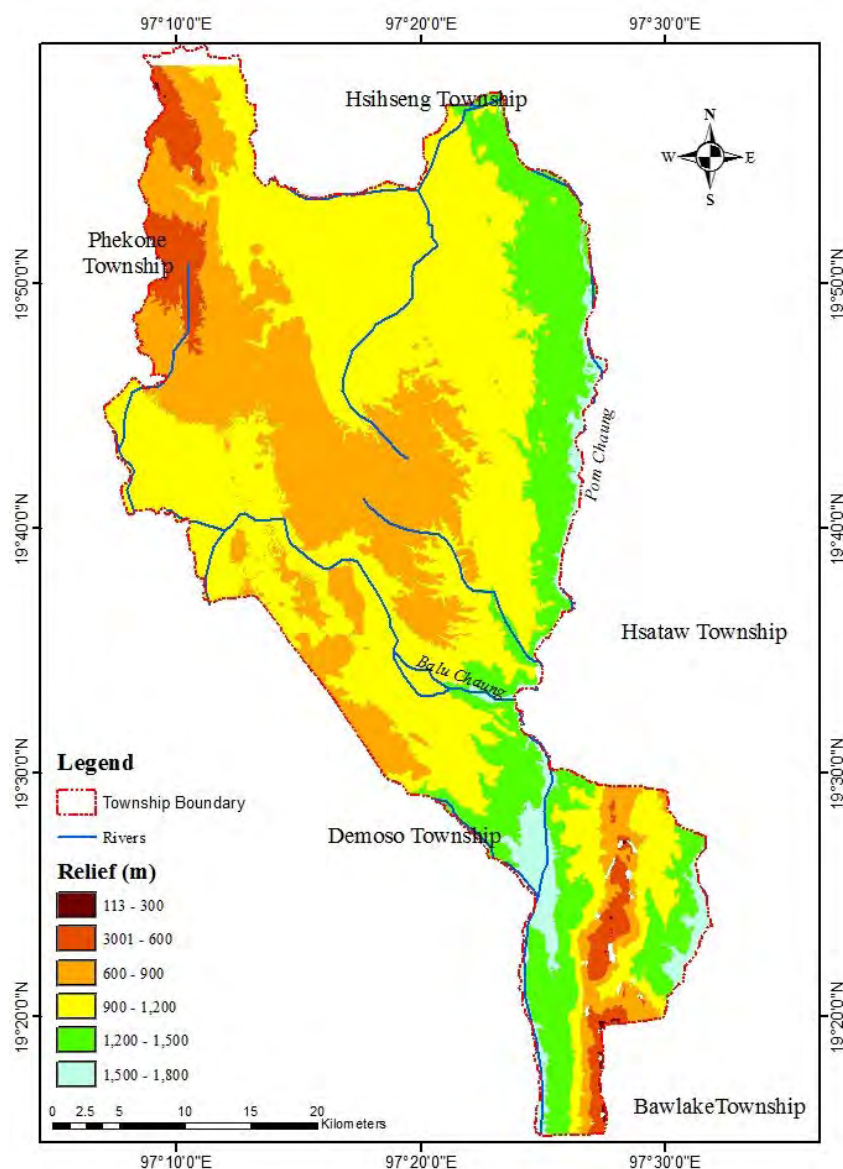 97°10'0"E
97°20'0"E
97°30'0"E
Hsihseng Township
N
W
E
S
Phekone
Township
19°50'0"N
19°50'0"N
Pom Chaung
19°40'0"N
19°40'0"N
Hsataw Township
Balu Chaung
19°30'0"N
19°30'0"N
Legend
Township Boundary
Rivers
Demoso Township
Relief (m)
113 - 300
3001 - 600
600 - 900
900 - 1,200
1,200 - 1,500
1,500 - 1,800
19°20'0"N
19°20'0"N
BawlakeTownship
0 2.5 5 10 15 20
Kilometers
97°10'0"E
97°20'0"E
97°30'0"E